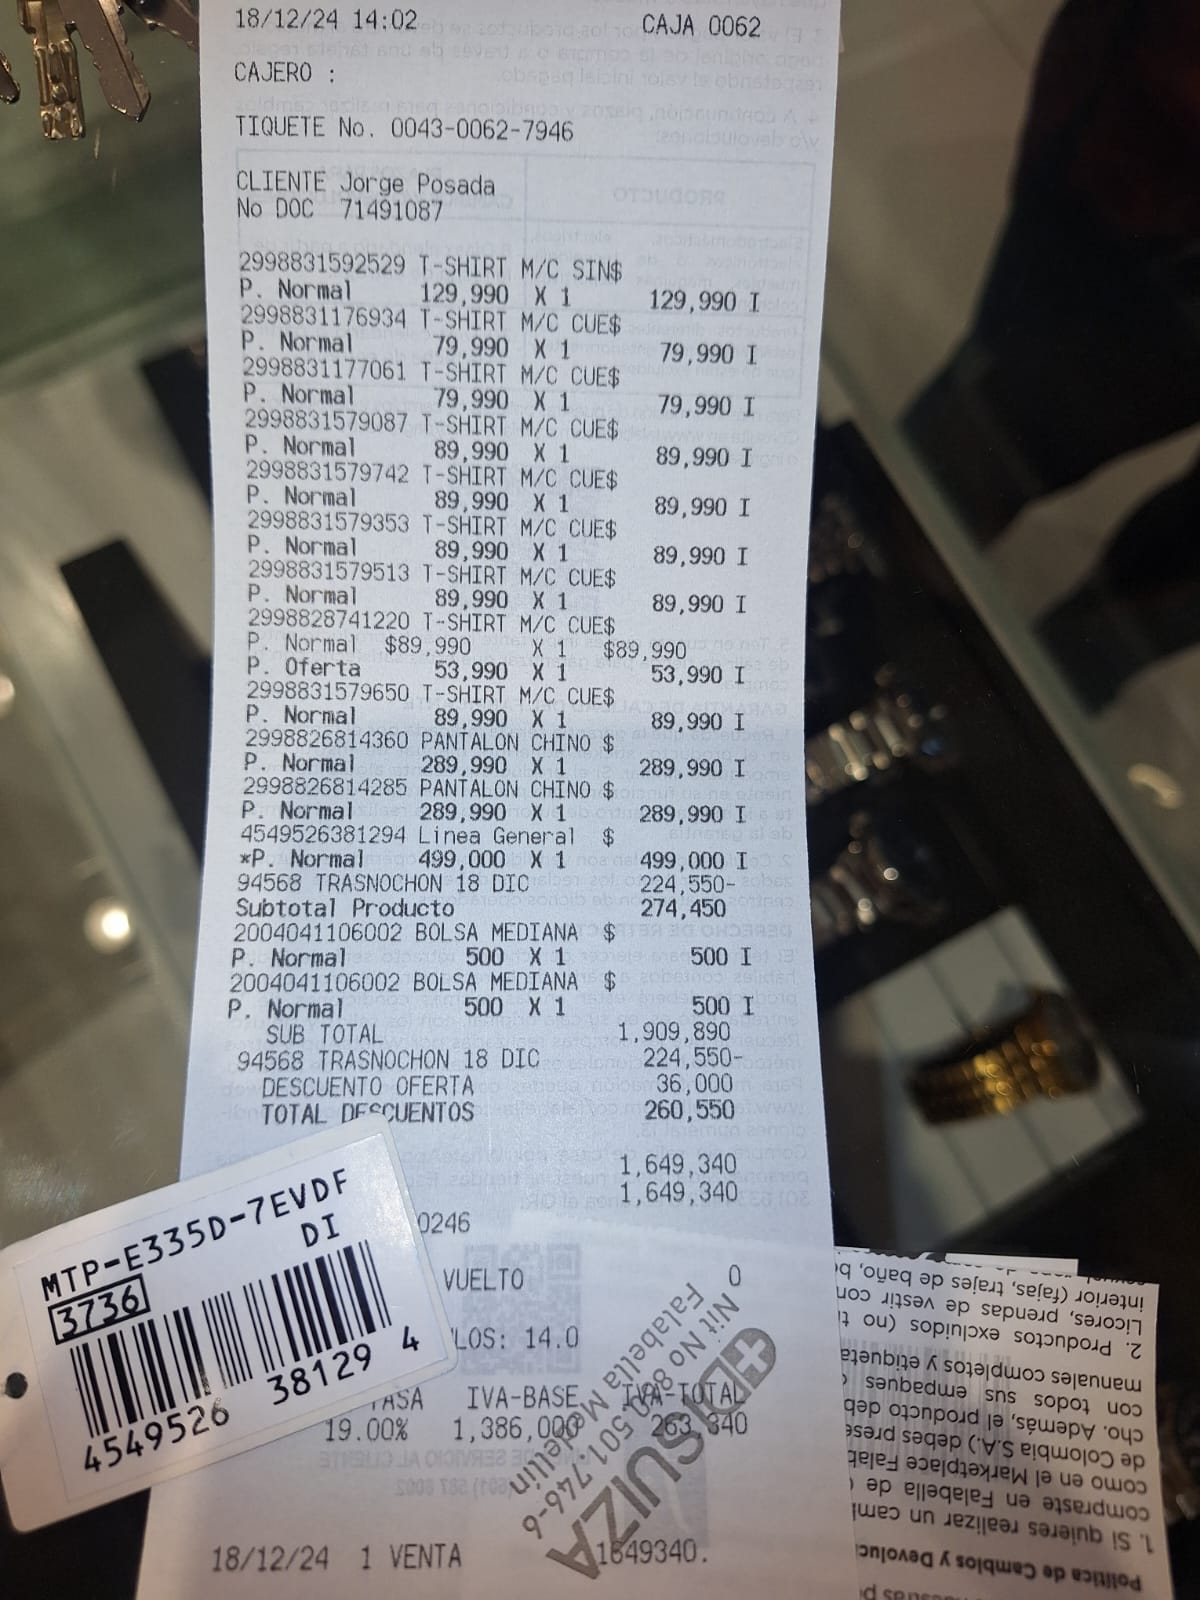 18/12/24 14:02 CAJA 0062
CAJERO :
TIQUETE No. 0043-0062-7946
CLIENTE Jorge Posada
No DOC 71491087
2998831592529 T-SHIRT M/C SIN$
P. Normal 129,990 X 1 129,990 I
2998831176934 T-SHIRT M/C CUE$
P. Normal 79,990 X 1 79,990 I
2998831177061 T-SHIRT M/C CUE$
P. Normal 79,990 X 1 79,990 I
2998831579087 T-SHIRT M/C CUE$
P. Normal 89,990 X 1 89,990 I
2998831579742 T-SHIRT M/C CUE$
P. Normal 89,990 X 1 89,990 I
2998831579353 T-SHIRT M/C CUE$
P. Normal 89,990 X 1 89,990 I
2998831579513 T-SHIRT M/C CUE$
P. Normal 89,990 X 1 89,990 I
2998828741220 T-SHIRT M/C CUE$
P. Normal $89,990 X 1 $89,990
P. Oferta 53,990 X 1 53,990 I
2998831579650 T-SHIRT M/C CUE$
P. Normal 89,990 X 1 89,990 I
2998826814360 PANTALON CHINO $
P. Normal 289,990 X 1 289,990 I
2998826814285 PANTALON CHINO $
P. Normal 289,990 X 1 289,990 I
4549526381294 Linea General $
*P. Normal 499,000 X 1 499,000 I
94568 TRASNOCHON 18 DIC 224,550-
Subtotal Producto 274,450
2004041106002 BOLSA MEDIANA $
P. Normal 500 X 1 500 I
2004041106002 BOLSA MEDIANA $
P. Normal 500 X 1 500 I
SUB TOTAL 1,909,890
94568 TRASNOCHON 18 DIC 224,550-
DESCUENTO OFERTA 36,000
TOTAL DESCUENTOS 260,550
1,649,340
1,649,340
0246
VUELTO 0
LOS: 14.0
TASA IVA-BASE IVA-TOTAL
19.00% 1,386,000 263,340
18/12/24 1 VENTA 1649340.
MTP-E335D-7EVDF
DI
3736
4549526 38129 4
DISUIZA
Falabella Medellin
Política de Cambios y Devoluc
1. Si quieres realizar un cam
compraste en Falabella de
como en el Marketplace Falab
de Colombia S.A.) debes prese
cho. Además, el producto deb
con todos sus empaques
manuales completos y etiqueta
2. Productos excluidos (no t
Licores, prendas de vestir con
interior (fajas, trajes de baño, b